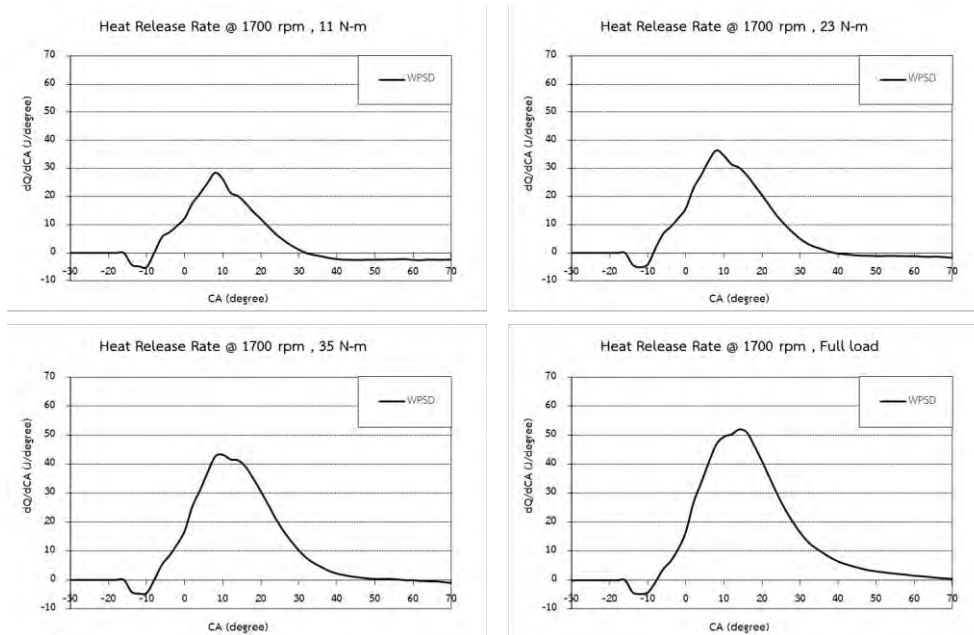 Heat Release Rate @ 1700 rpm , 11 N-m
dQ/dCA (J/degree)
70
60
50
40
30
20
10
0
-10
WPSD
-30 -20 -10 0 10 20 30 40 50 60 70
CA (degree)
Heat Release Rate @ 1700 rpm , 23 N-m
dQ/dCA (J/degree)
70
60
50
40
30
20
10
0
-10
WPSD
-30 -20 -10 0 10 20 30 40 50 60 70
CA (degree)
Heat Release Rate @ 1700 rpm , 35 N-m
dQ/dCA (J/degree)
70
60
50
40
30
20
10
0
-10
WPSD
-30 -20 -10 0 10 20 30 40 50 60 70
CA (degree)
Heat Release Rate @ 1700 rpm , Full load
dQ/dCA (J/degree)
70
60
50
40
30
20
10
0
-10
WPSD
-30 -20 -10 0 10 20 30 40 50 60 70
CA (degree)